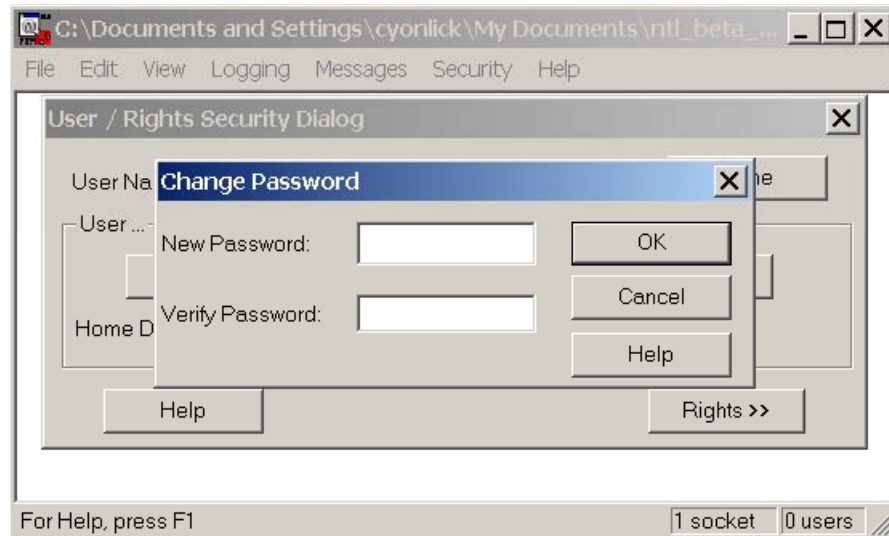 C:\Documents and Settings\cyonlick\My Documents\ntl_beta_...
File Edit View Logging Messages Security Help
User / Rights Security Dialog
User Na
Change Password
User ...
New Password:
OK
Cancel
Verify Password:
Home D
Help
Help
Rights >>
For Help, press F1
1 socket
0 users